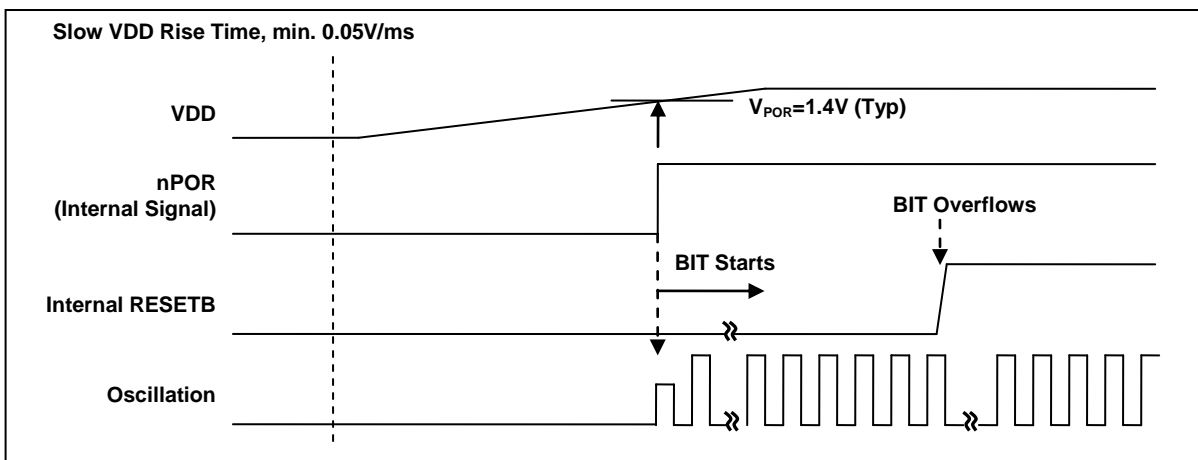 Slow VDD Rise Time, min. 0.05V/ms
VDD
VPOR=1.4V (Typ)
nPOR
(Internal Signal)
BIT Overflows
BIT Starts
Internal RESETB
Oscillation